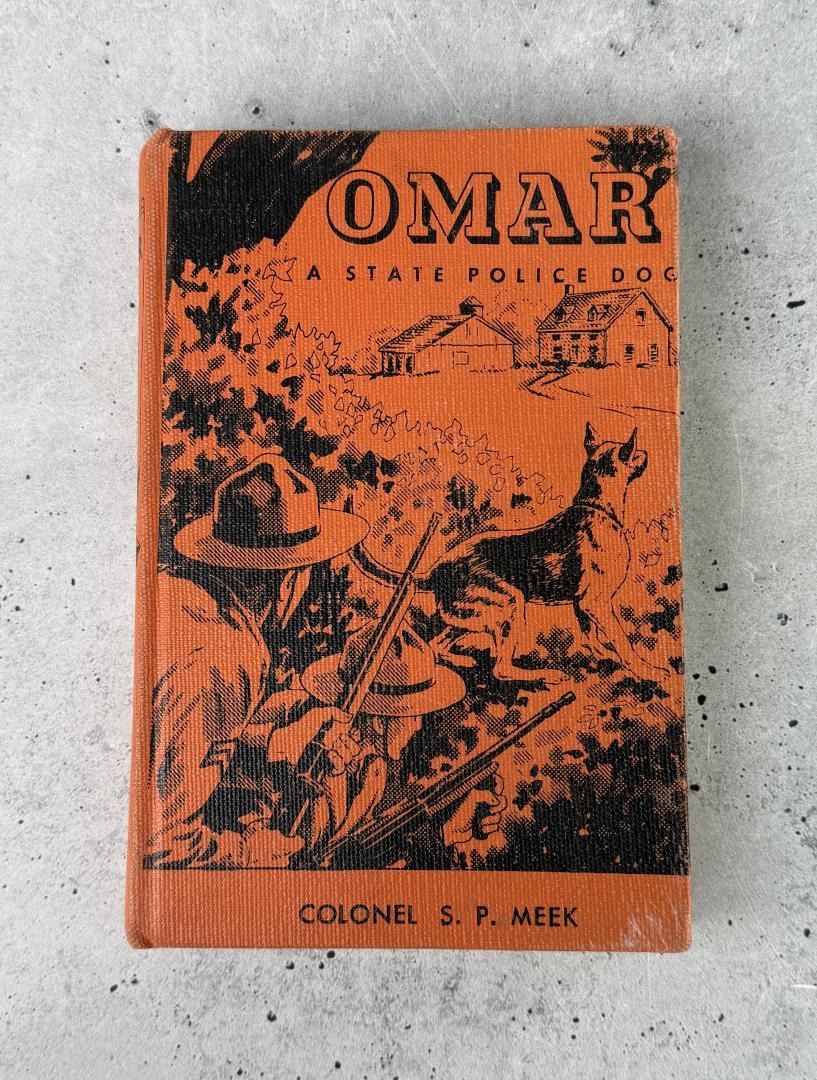 OMAR
A STATE POLICE DOG
COLONEL S. P. MEEK